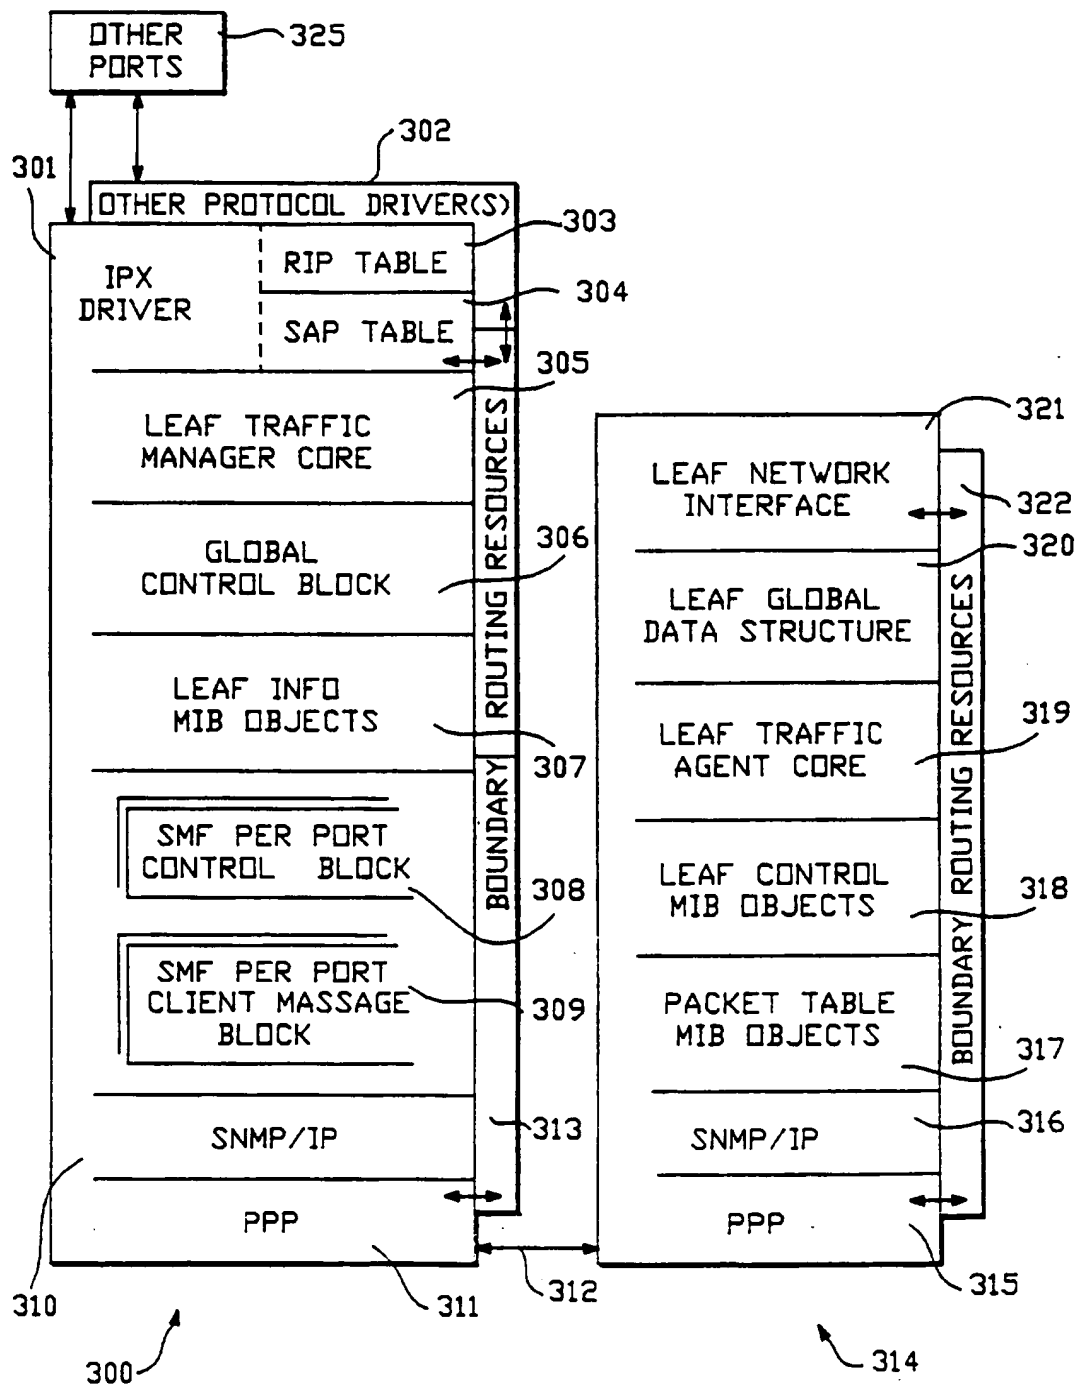 OTHER
PORTS
325
302
301
OTHER PROTOCOL DRIVER(S)
303
RIP TABLE
IPX
DRIVER
304
SAP TABLE
305
LEAF TRAFFIC
MANAGER CORE
306
GLOBAL
CONTROL BLOCK
LEAF INFO
MIB OBJECTS
307
SMF PER PORT
CONTROL BLOCK
308
SMF PER PORT
CLIENT MASSAGE
BLOCK
309
SNMP/IP
313
PPP
BOUNDARY ROUTING RESOURCES
310
311
312
300
321
LEAF NETWORK
INTERFACE
322
320
LEAF GLOBAL
DATA STRUCTURE
319
LEAF TRAFFIC
AGENT CORE
LEAF CONTROL
MIB OBJECTS
318
PACKET TABLE
MIB OBJECTS
317
SNMP/IP
316
PPP
BOUNDARY ROUTING RESOURCES
315
314